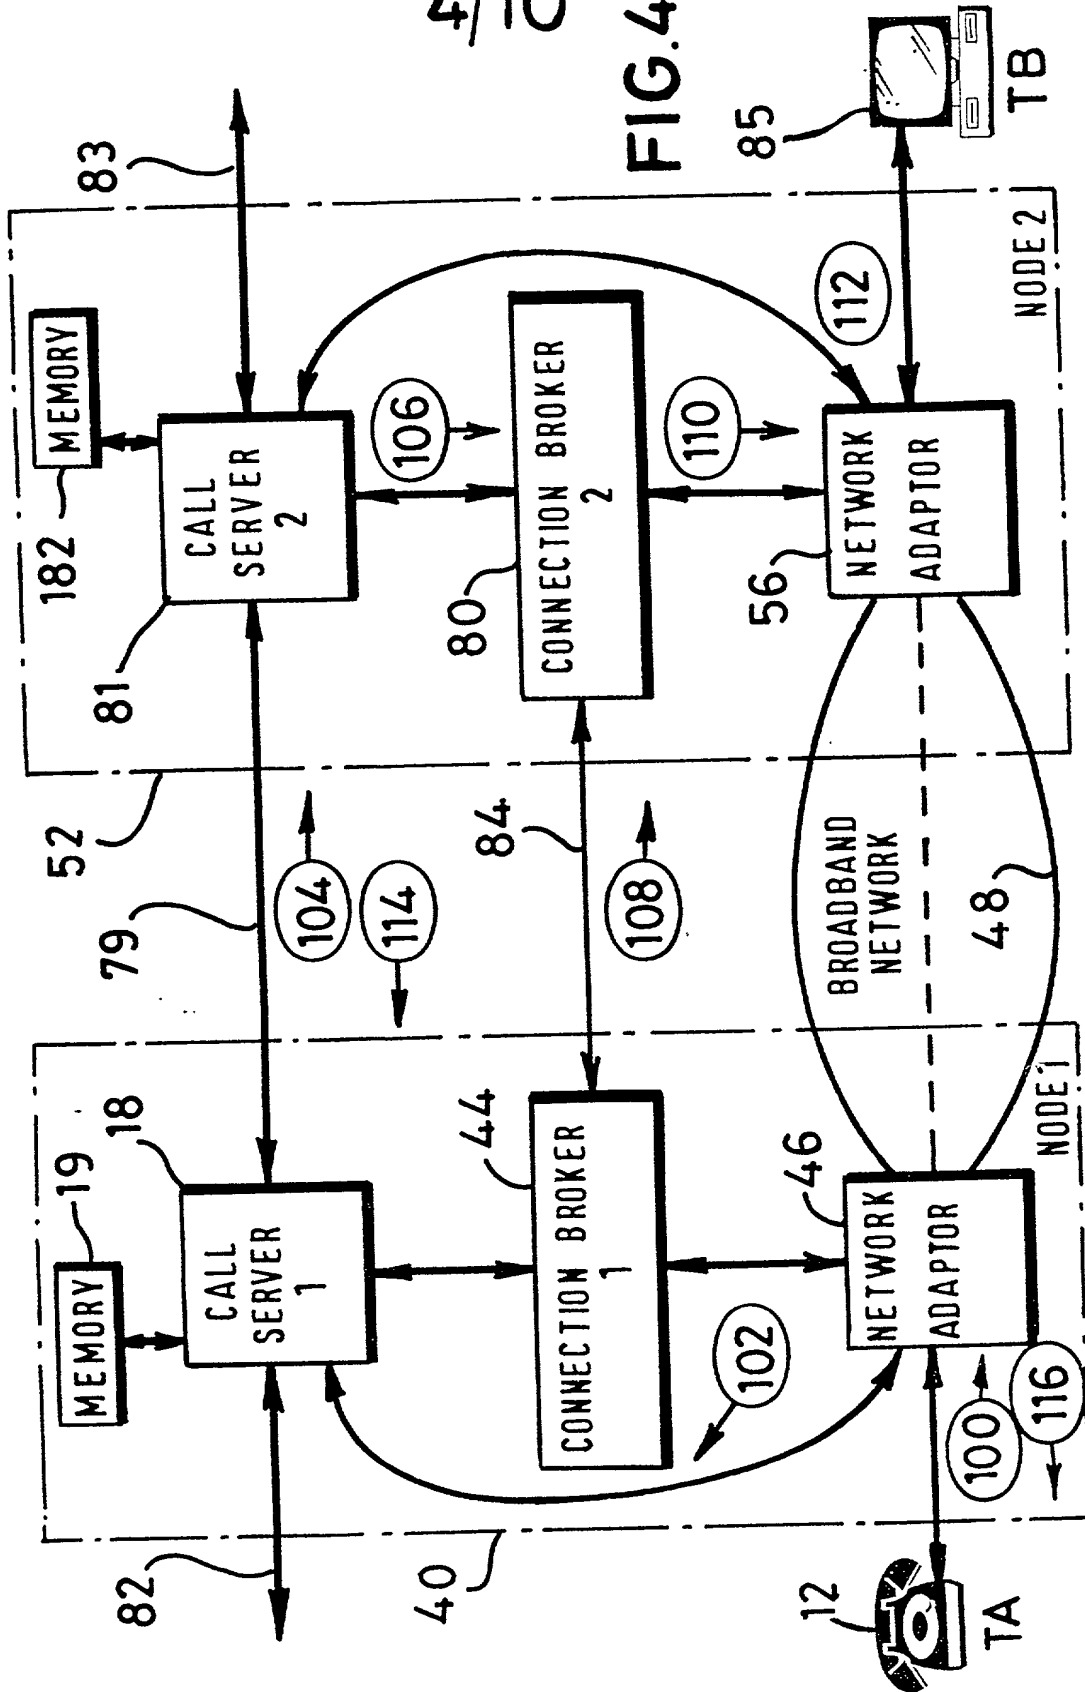 4/10
FIG.4
83
85
TB
NODE 2
MEMORY
182
CALL
SERVER
2
81
106
CONNECTION BROKER
2
80
110
112
NETWORK
ADAPTOR
56
52
79
104
114
84
108
BROADBAND
NETWORK
48
NODE 1
MEMORY
19
18
CALL
SERVER
1
44
CONNECTION BROKER
1
46
NETWORK
ADAPTOR
102
100
116
82
40
12
TA